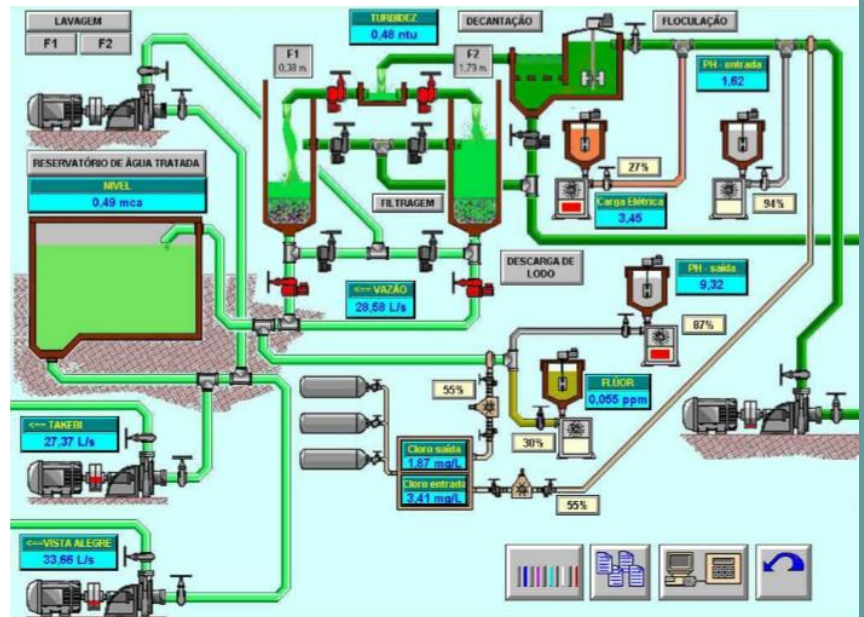 LAVAGEM
F1
F2
TURBIDEZ
0,48 ntu
DECANTAÇÃO
FLOCULAÇÃO
F1
0,38 m.
F2
1,79 m.
PH - entrada
1,62
RESERVATÓRIO DE ÁGUA TRATADA
NIVEL
0,49 mca
27%
Carga Elétrica
3,45
94%
FILTRAGEM
DESCARGA DE
LODO
<== VAZÃO
28,58 L/s
PH - saída
9,32
87%
55%
FLÚOR
0,055 ppm
30%
<== TAKEBI
27,37 L/s
Cloro saída
1,87 mg/L
Cloro entrada
3,41 mg/L
55%
<==VISTA ALEGRE
33,66 L/s